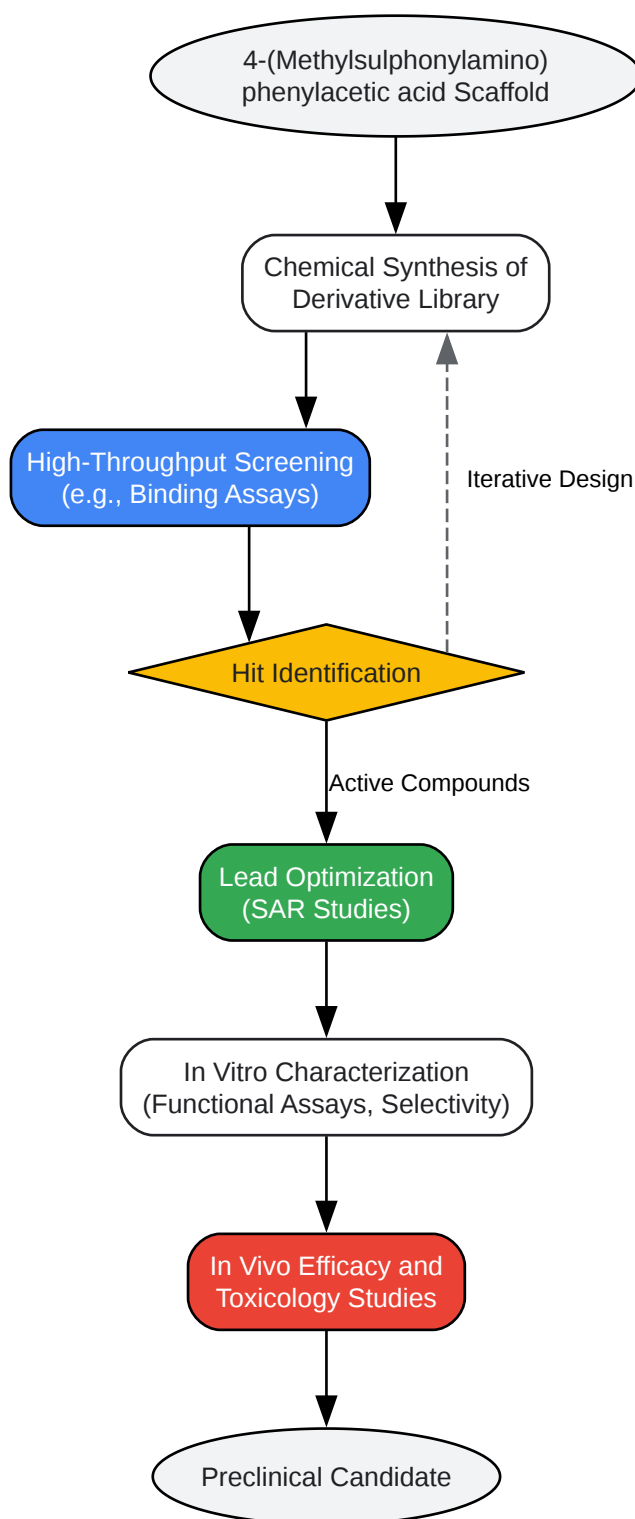 4-(Methylsulphonylamino)
phenylacetic acid Scaffold
Chemical Synthesis of
Derivative Library
High-Throughput Screening
(e.g., Binding Assays)
Iterative Design
Hit Identification
Active Compounds
Lead Optimization
(SAR Studies)
In Vitro Characterization
(Functional Assays, Selectivity)
In Vivo Efficacy and
Toxicology Studies
Preclinical Candidate